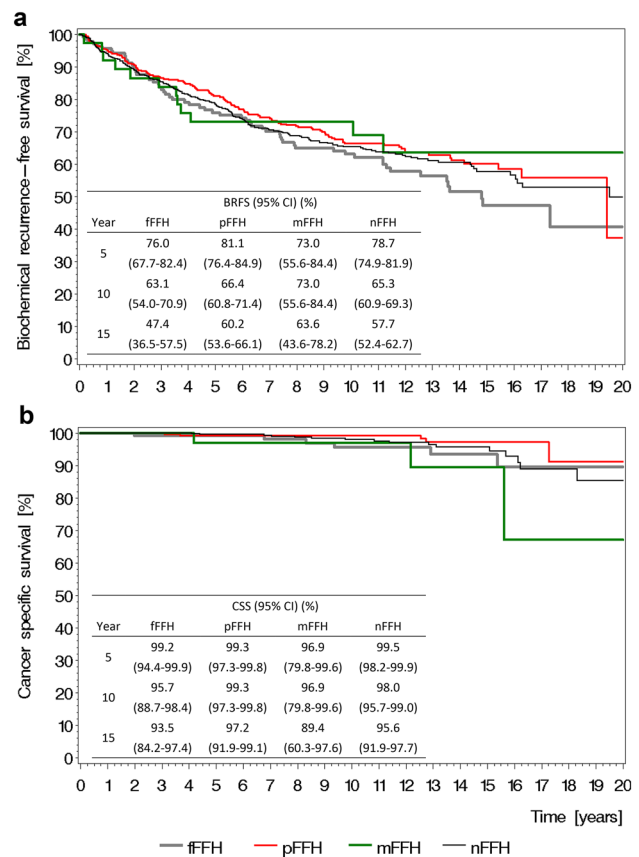 a
Biochemical recurrence–free survival [%]
100
90
80
70
60
50
40
30
20
10
0
BRFS (95% CI) (%)
Year fFFH pFFH mFFH nFFH
5 76.0 81.1 73.0 78.7
(67.7-82.4) (76.4-84.9) (55.6-84.4) (74.9-81.9)
10 63.1 66.4 73.0 65.3
(54.0-70.9) (60.8-71.4) (55.6-84.4) (60.9-69.3)
15 47.4 60.2 63.6 57.7
(36.5-57.5) (53.6-66.1) (43.6-78.2) (52.4-62.7)
0 1 2 3 4 5 6 7 8 9 10 11 12 13 14 15 16 17 18 19 20
b
Cancer specific survival [%]
100
90
80
70
60
50
40
30
20
10
0
CSS (95% CI) (%)
Year fFFH pFFH mFFH nFFH
5 99.2 99.3 96.9 99.5
(94.4-99.9) (97.3-99.8) (79.8-99.6) (98.2-99.9)
10 95.7 99.3 96.9 98.0
(88.7-98.4) (97.3-99.8) (79.8-99.6) (95.7-99.0)
15 93.5 97.2 89.4 95.6
(84.2-97.4) (91.9-99.1) (60.3-97.6) (91.9-97.7)
0 1 2 3 4 5 6 7 8 9 10 11 12 13 14 15 16 17 18 19 20
Time [years]
fFFH pFFH mFFH nFFH